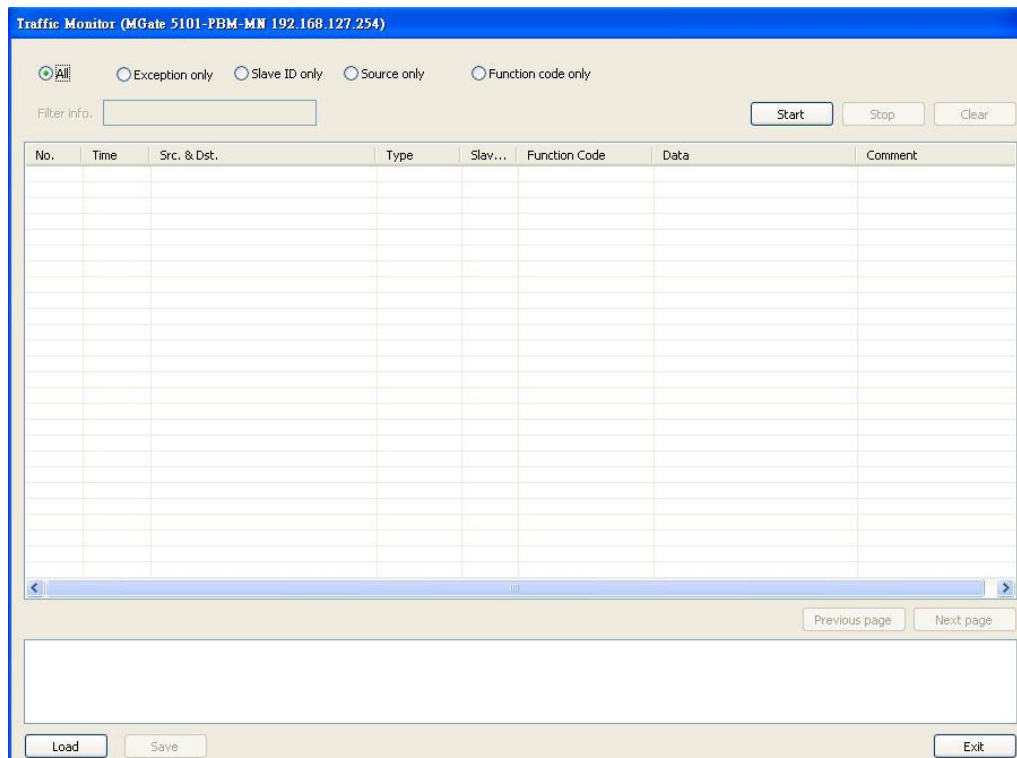 Traffic Monitor (MGate 5101-PBM-MN 192.168.127.254)
All Exception only Slave ID only Source only Function code only
Filter info. Start Stop Clear
No. Time Src. & Dst. Type Slav... Function Code Data Comment
Previous page Next page
Load Save Exit